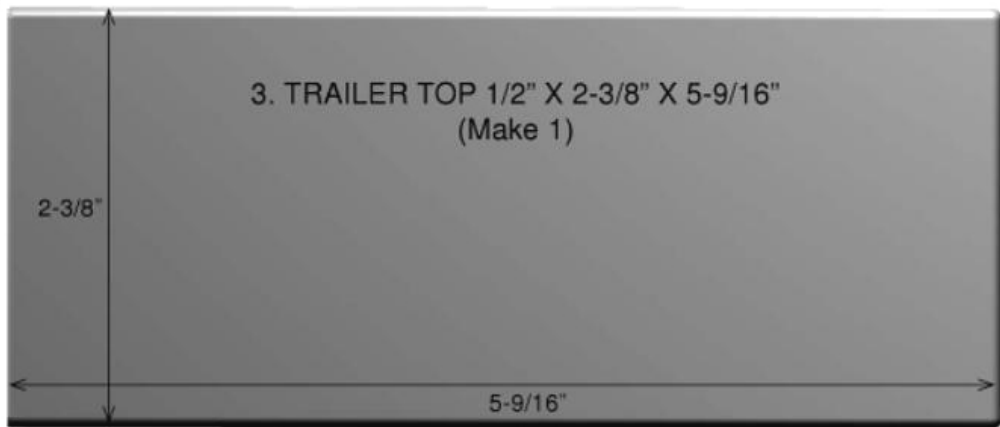 3. TRAILER TOP 1/2” X 2-3/8” X 5-9/16”
(Make 1)
2-3/8”
5-9/16”